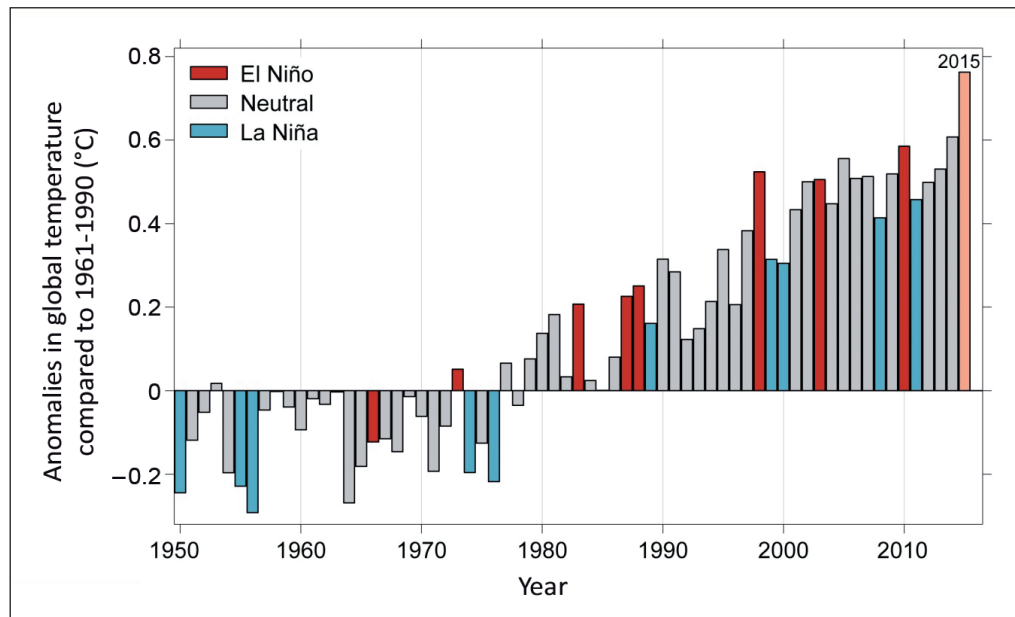 0.8
0.6
0.4
0.2
0
−0.2
Anomalies in global temperature
compared to 1961-1990 (°C)
El Niño
Neutral
La Niña
2015
1950 1960 1970 1980 1990 2000 2010
Year